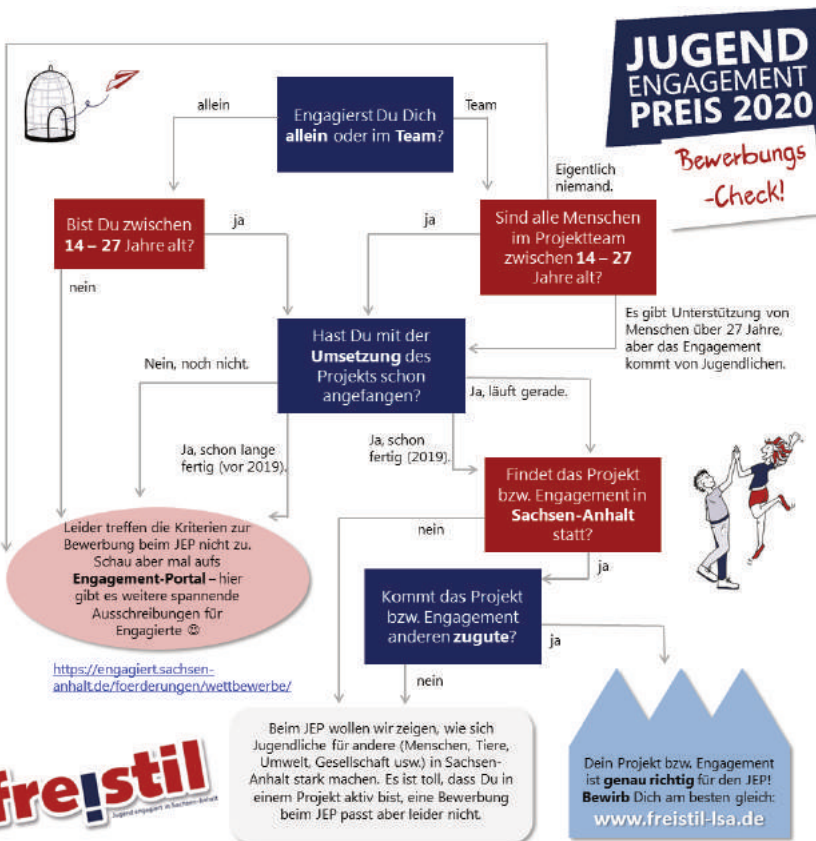 JUGEND
ENGAGEMENT
PREIS 2020
Bewerbungs
-Check!
Engagierst Du Dich
allein oder im Team?
allein
Team
Bist Du zwischen
14 – 27 Jahre alt?
ja
nein
Eigentlich
niemand.
Sind alle Menschen
im Projektteam
zwischen 14 – 27
Jahre alt?
ja
Es gibt Unterstützung von
Menschen über 27 Jahre,
aber das Engagement
kommt von Jugendlichen.
Hast Du mit der
Umsetzung des
Projekts schon
angefangen?
Nein, noch nicht.
Ja, läuft gerade.
Ja, schon lange
fertig (vor 2019).
Ja, schon
fertig (2019).
Findet das Projekt
bzw. Engagement in
Sachsen-Anhalt
statt?
nein
ja
Leider treffen die Kriterien zur
Bewerbung beim JEP nicht zu.
Schau aber mal aufs
Engagement-Portal – hier
gibt es weitere spannende
Ausschreibungen für
Engagierte ☺
https://engagiert.sachsen-
anhalt.de/foerderungen/wettbewerbe/
Kommt das Projekt
bzw. Engagement
anderen zugute?
ja
nein
Beim JEP wollen wir zeigen, wie sich
Jugendliche für andere (Menschen, Tiere,
Umwelt, Gesellschaft usw.) in Sachsen-
Anhalt stark machen. Es ist toll, dass Du in
einem Projekt aktiv bist, eine Bewerbung
beim JEP passt aber leider nicht.
Dein Projekt bzw. Engagement
ist genau richtig für den JEP!
Bewirb Dich am besten gleich:
www.freistil-lsa.de
fre!stil
Jugend engagiert in Sachsen-Anhalt